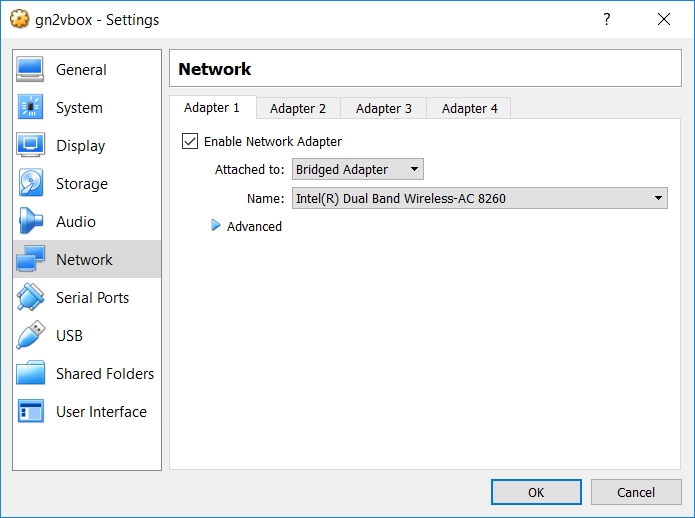 gn2vbox - Settings
?
General
System
Display
Storage
Audio
Network
Serial Ports
USB
Shared Folders
User Interface
Network
Adapter 1 Adapter 2 Adapter 3 Adapter 4
Enable Network Adapter
Attached to: Bridged Adapter
Name: Intel(R) Dual Band Wireless-AC 8260
Advanced
OK Cancel